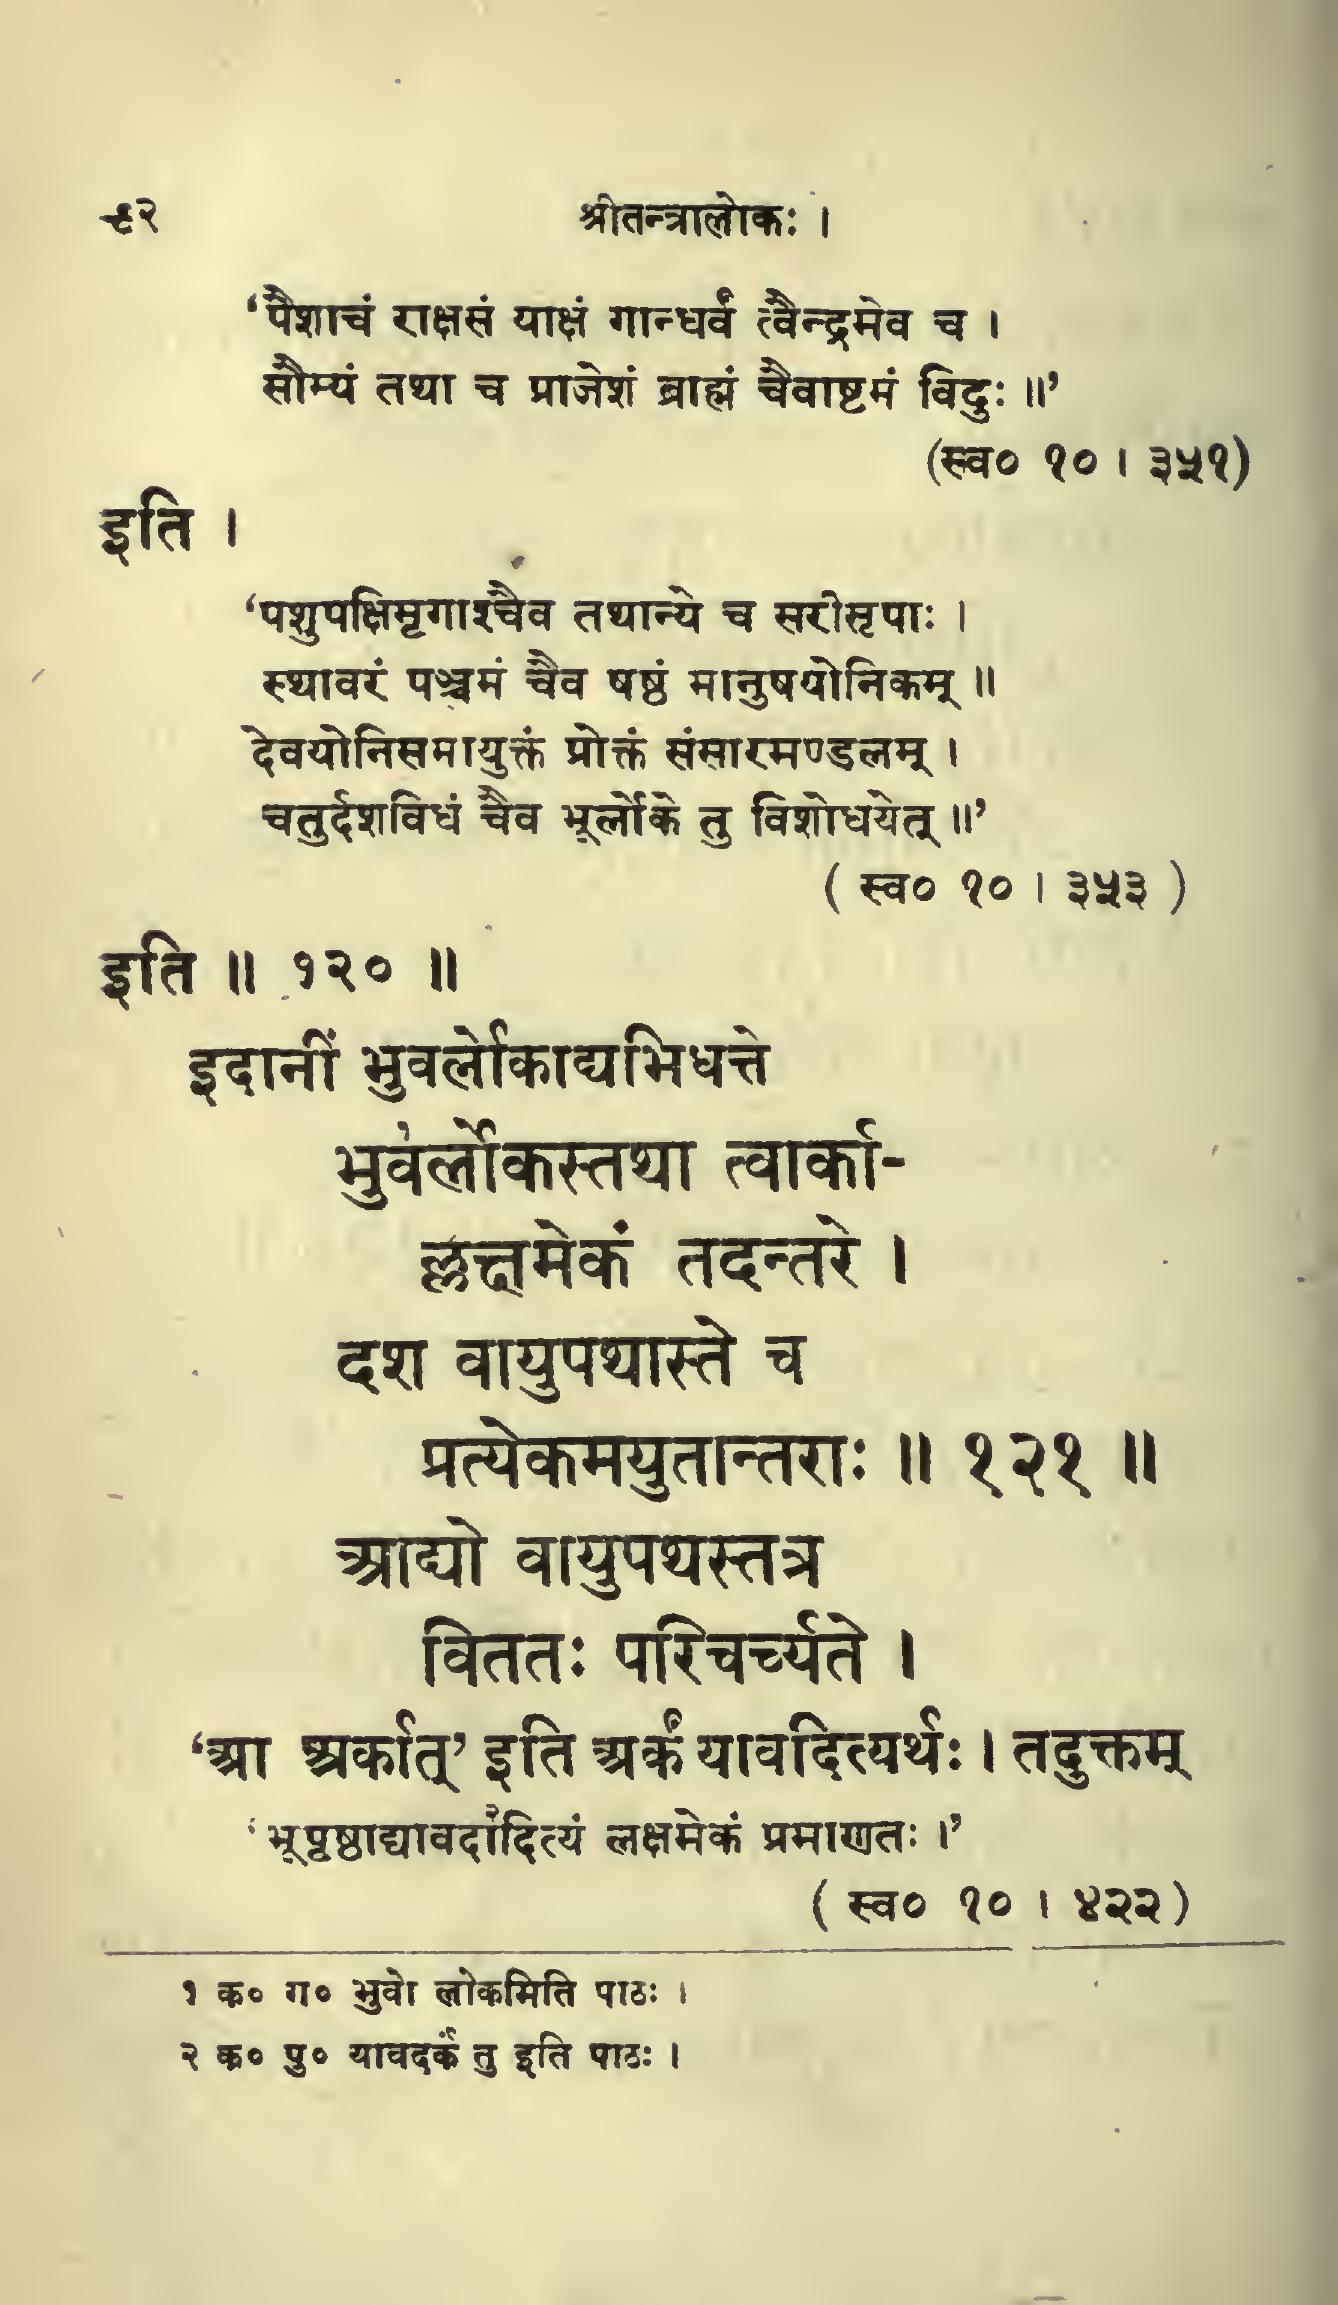 ९२ श्रीतन्त्रालोकः ।
‘पैशाचं राक्षसं याक्षं गान्धर्वं त्वैन्द्रमेव च ।
सौम्यं तथा च प्राजेशं ब्राह्मं चैवाष्टमं विदुः ॥’
(स्व० १० । ३५१)
इति ।
‘पशुपक्षिमृगाश्चैव तथान्ये च सरीसृपाः ।
स्थावरं पञ्चमं चैव षष्ठं मानुषयोनिकम् ॥
देवयोनिसमायुक्तं प्रोक्तं संसारमण्डलम् ।
चतुर्दशविधं चैव भूर्लोके तु विशोधयेत् ॥’
( स्व० १० । ३५३ )
इति ॥ १२० ॥
इदानीं भुवर्लोकाद्यभिधत्ते
भुव१र्लोकस्तथा त्वार्का-
ल्लक्षमेकं तदन्तरे ।
दश वायुपथास्ते च
प्रत्येकमयुतान्तराः ॥ १२१ ॥
आद्यो वायुपथस्तत्र
विततः परिचर्च्यते ।
‘आ अर्कात्’ इति अर्कं यावदित्यर्थः । तदुक्तम्
‘भूपृष्ठाद्यावदा२दित्यं लक्षमेकं प्रमाणतः ।’
( स्व० १० । ४२२)
१ क० ग० भुवो लोकमिति पाठः ।
२ क० पु० यावदर्कं तु इति पाठः ।